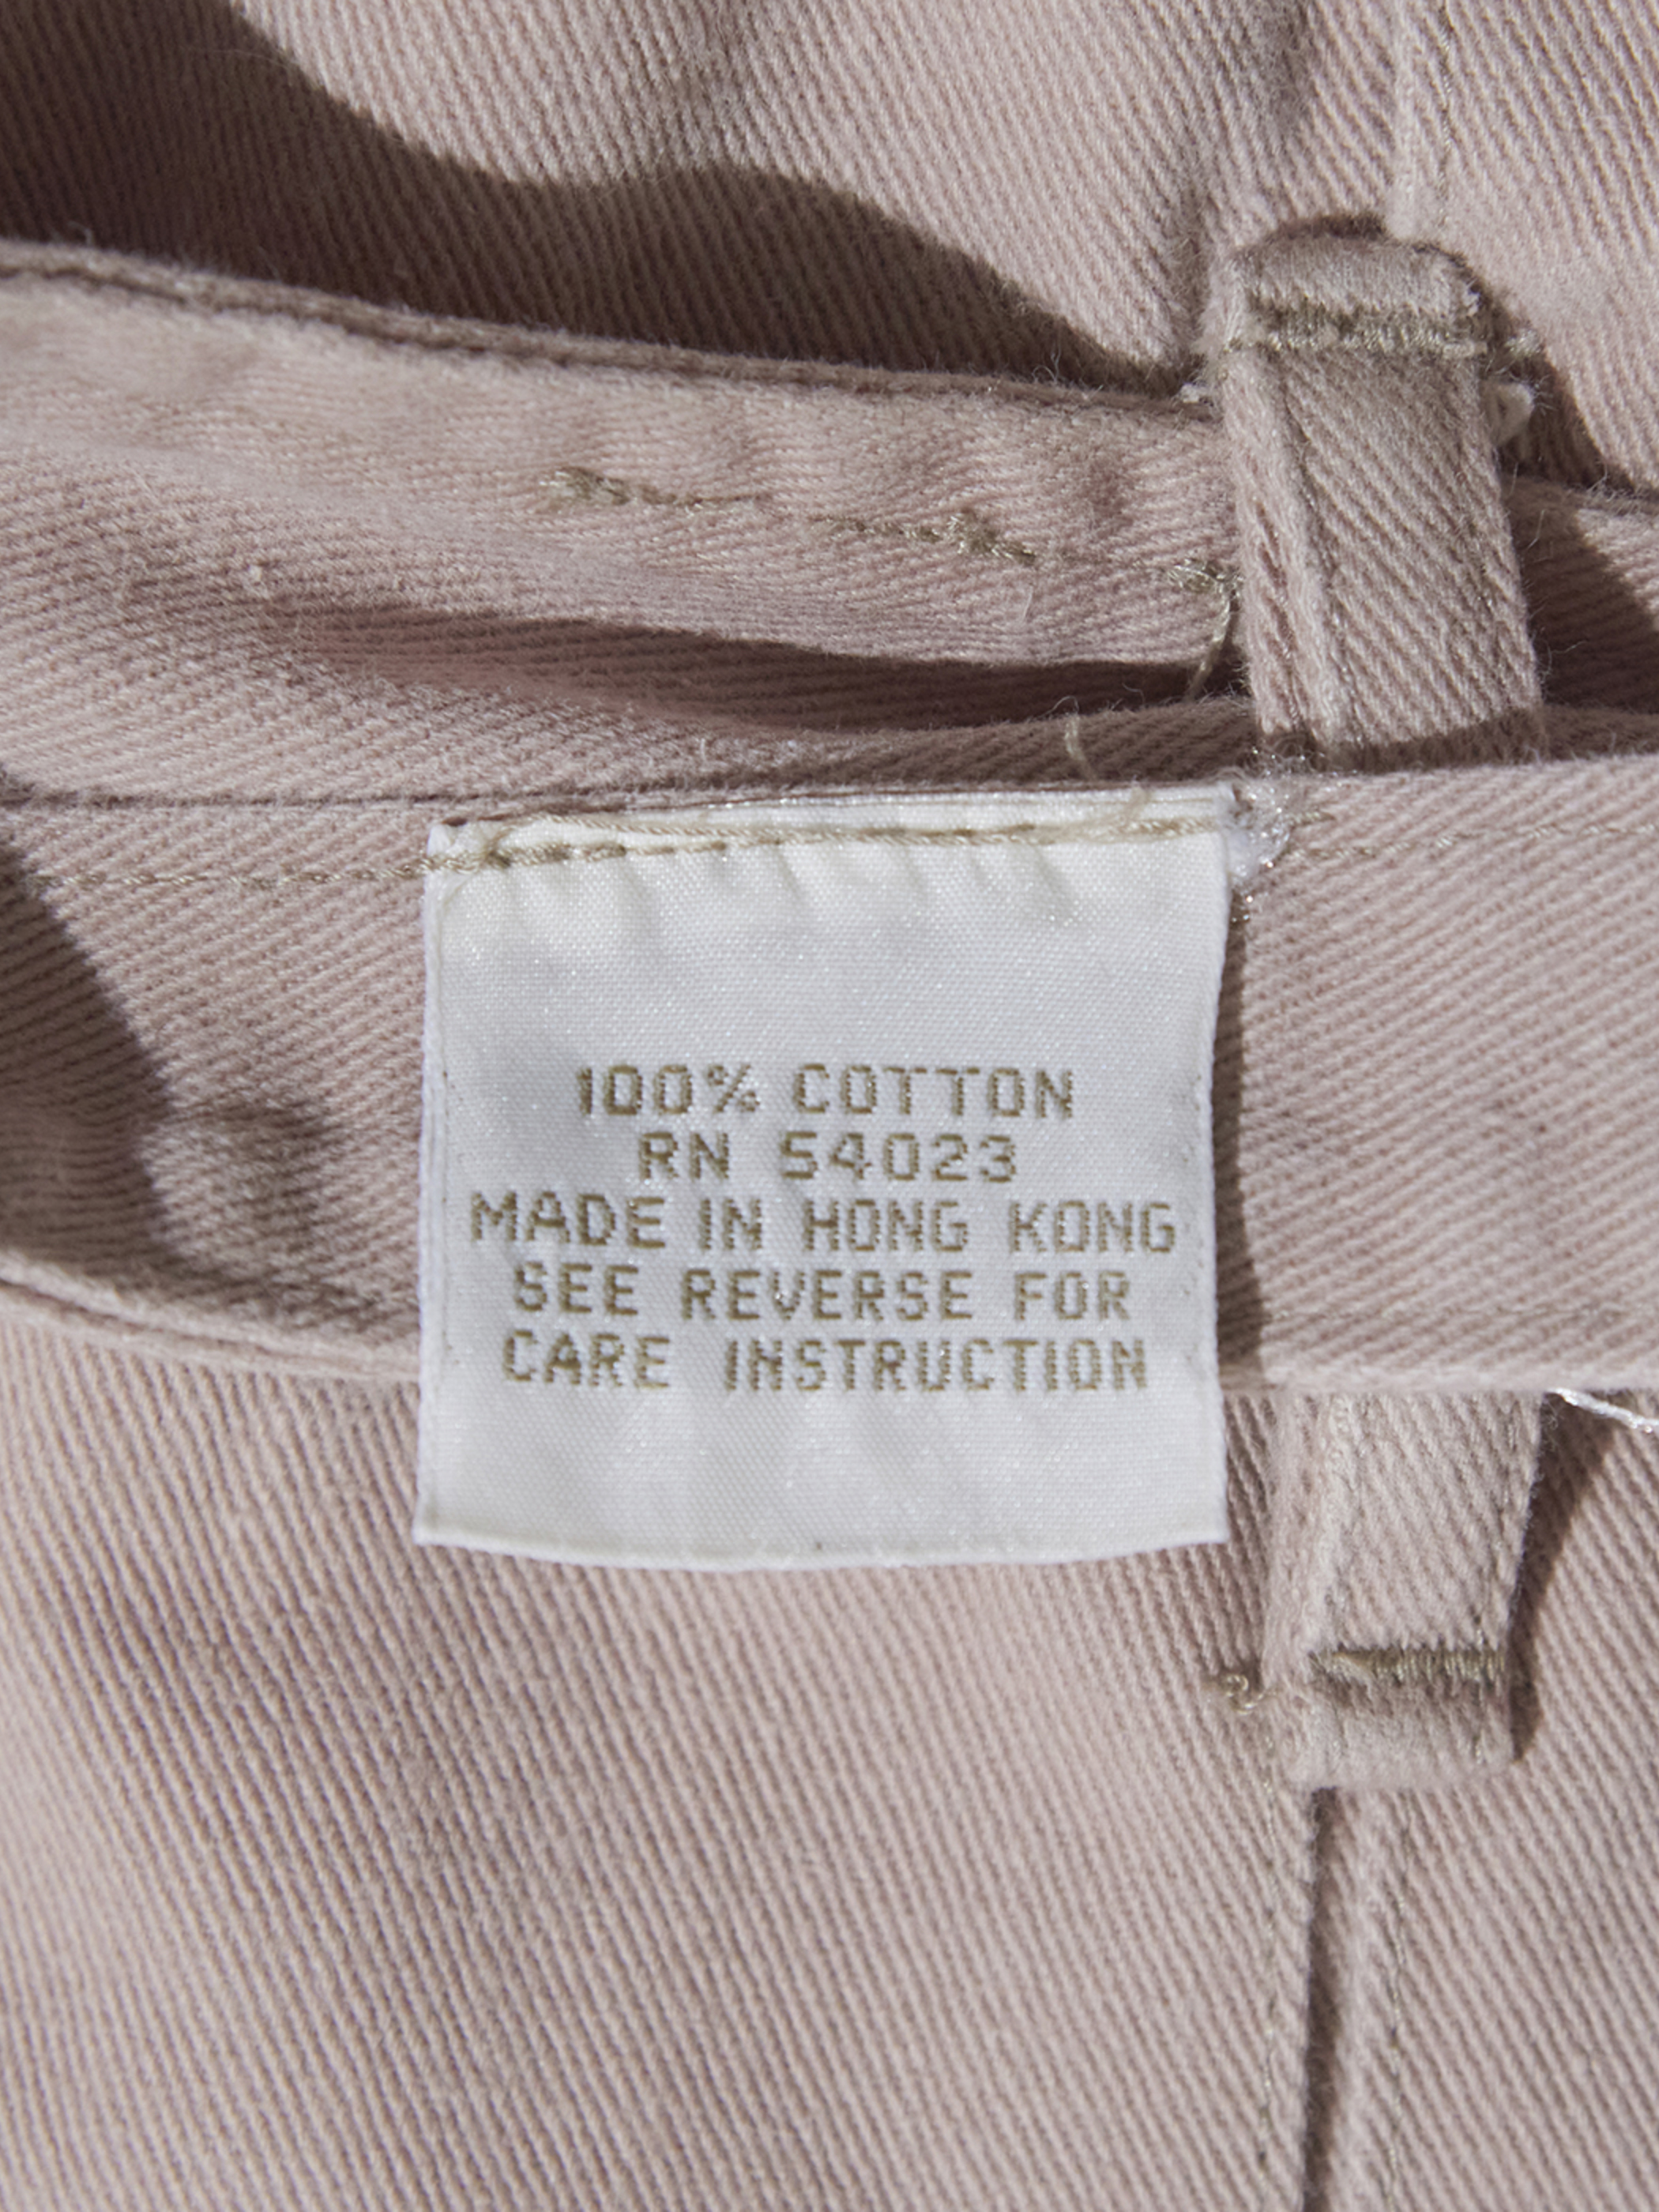 100% COTTON
RN 54023
MADE IN HONG KONG
SEE REVERSE FOR
CARE INSTRUCTION